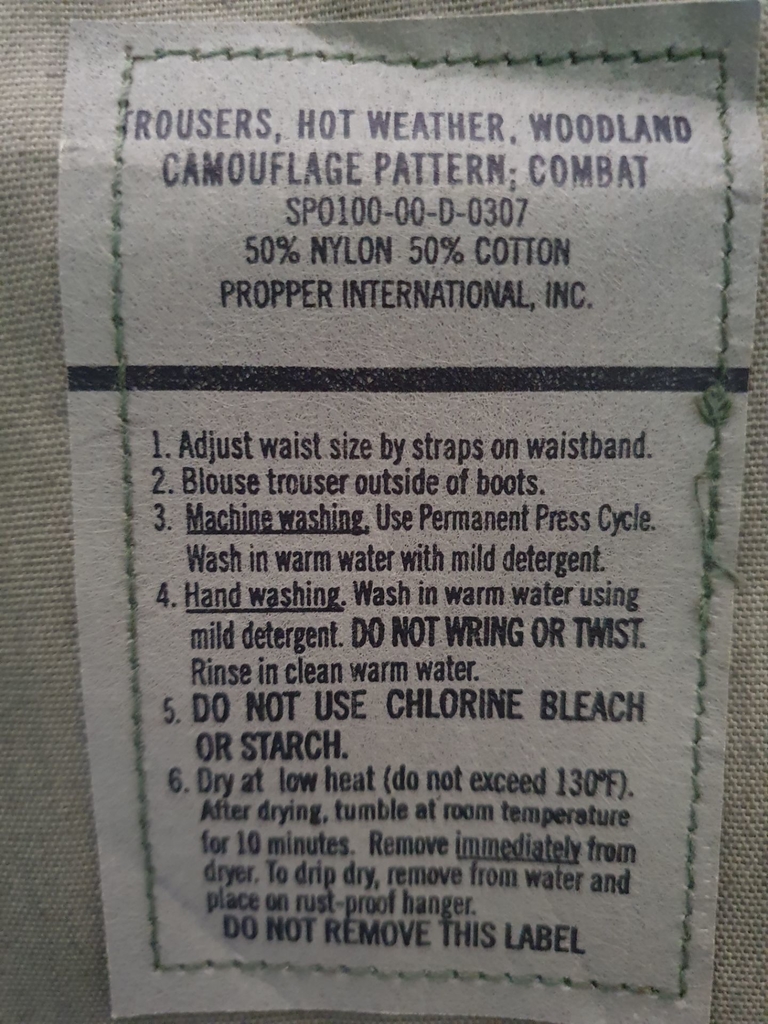 TROUSERS, HOT WEATHER, WOODLAND
CAMOUFLAGE PATTERN; COMBAT
SPO100-00-D-0307
50% NYLON 50% COTTON
PROPPER INTERNATIONAL, INC.
1. Adjust waist size by straps on waistband.
2. Blouse trouser outside of boots.
3. Machine washing. Use Permanent Press Cycle.
Wash in warm water with mild detergent.
4. Hand washing. Wash in warm water using
mild detergent. DO NOT WRING OR TWIST.
Rinse in clean warm water.
5. DO NOT USE CHLORINE BLEACH
OR STARCH.
6. Dry at low heat (do not exceed 130°F).
After drying, tumble at room temperature
for 10 minutes. Remove immediately from
dryer. To drip dry, remove from water and
place on rust-proof hanger.
DO NOT REMOVE THIS LABEL